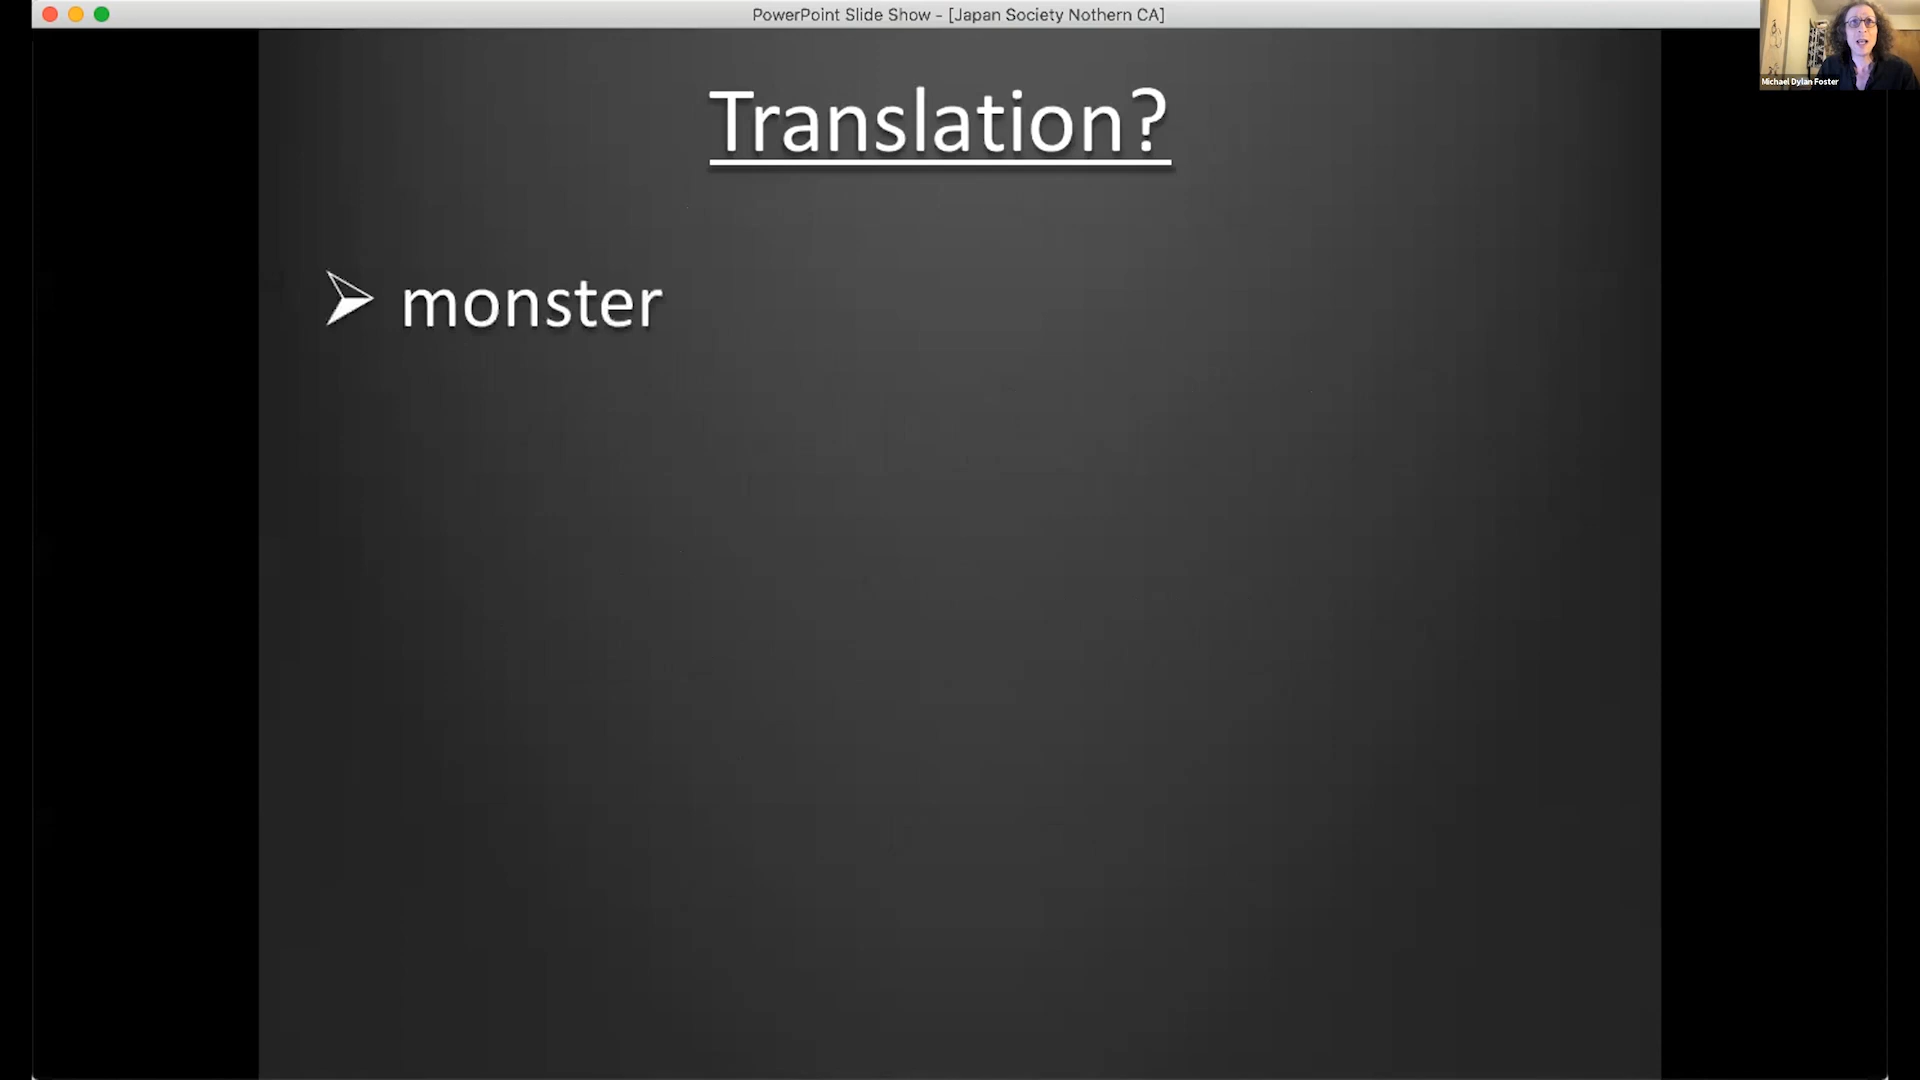 PowerPoint Slide Show - [Japan Society Nothern CA]
Michael Dylan Foster
Translation?
monster